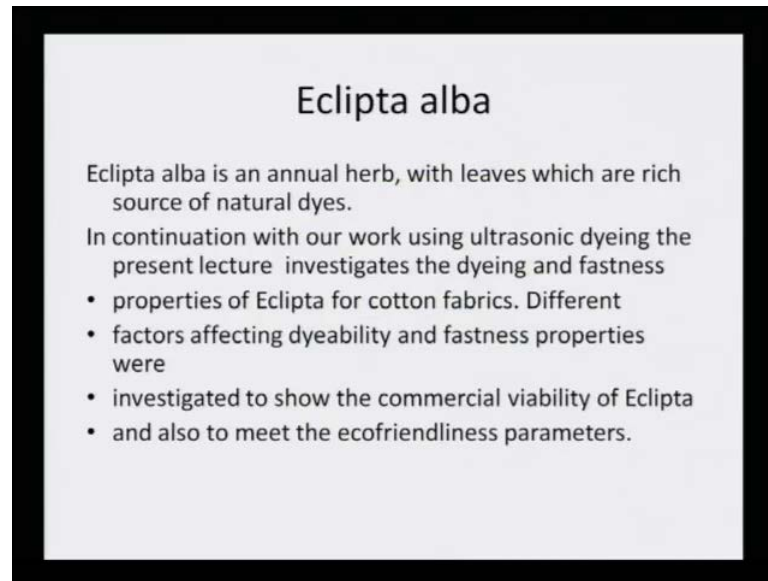 Eclipta alba
Eclipta alba is an annual herb, with leaves which are rich
source of natural dyes.
In continuation with our work using ultrasonic dyeing the
present lecture investigates the dyeing and fastness
• properties of Eclipta for cotton fabrics. Different
• factors affecting dyeability and fastness properties
were
• investigated to show the commercial viability of Eclipta
• and also to meet the ecofriendliness parameters.